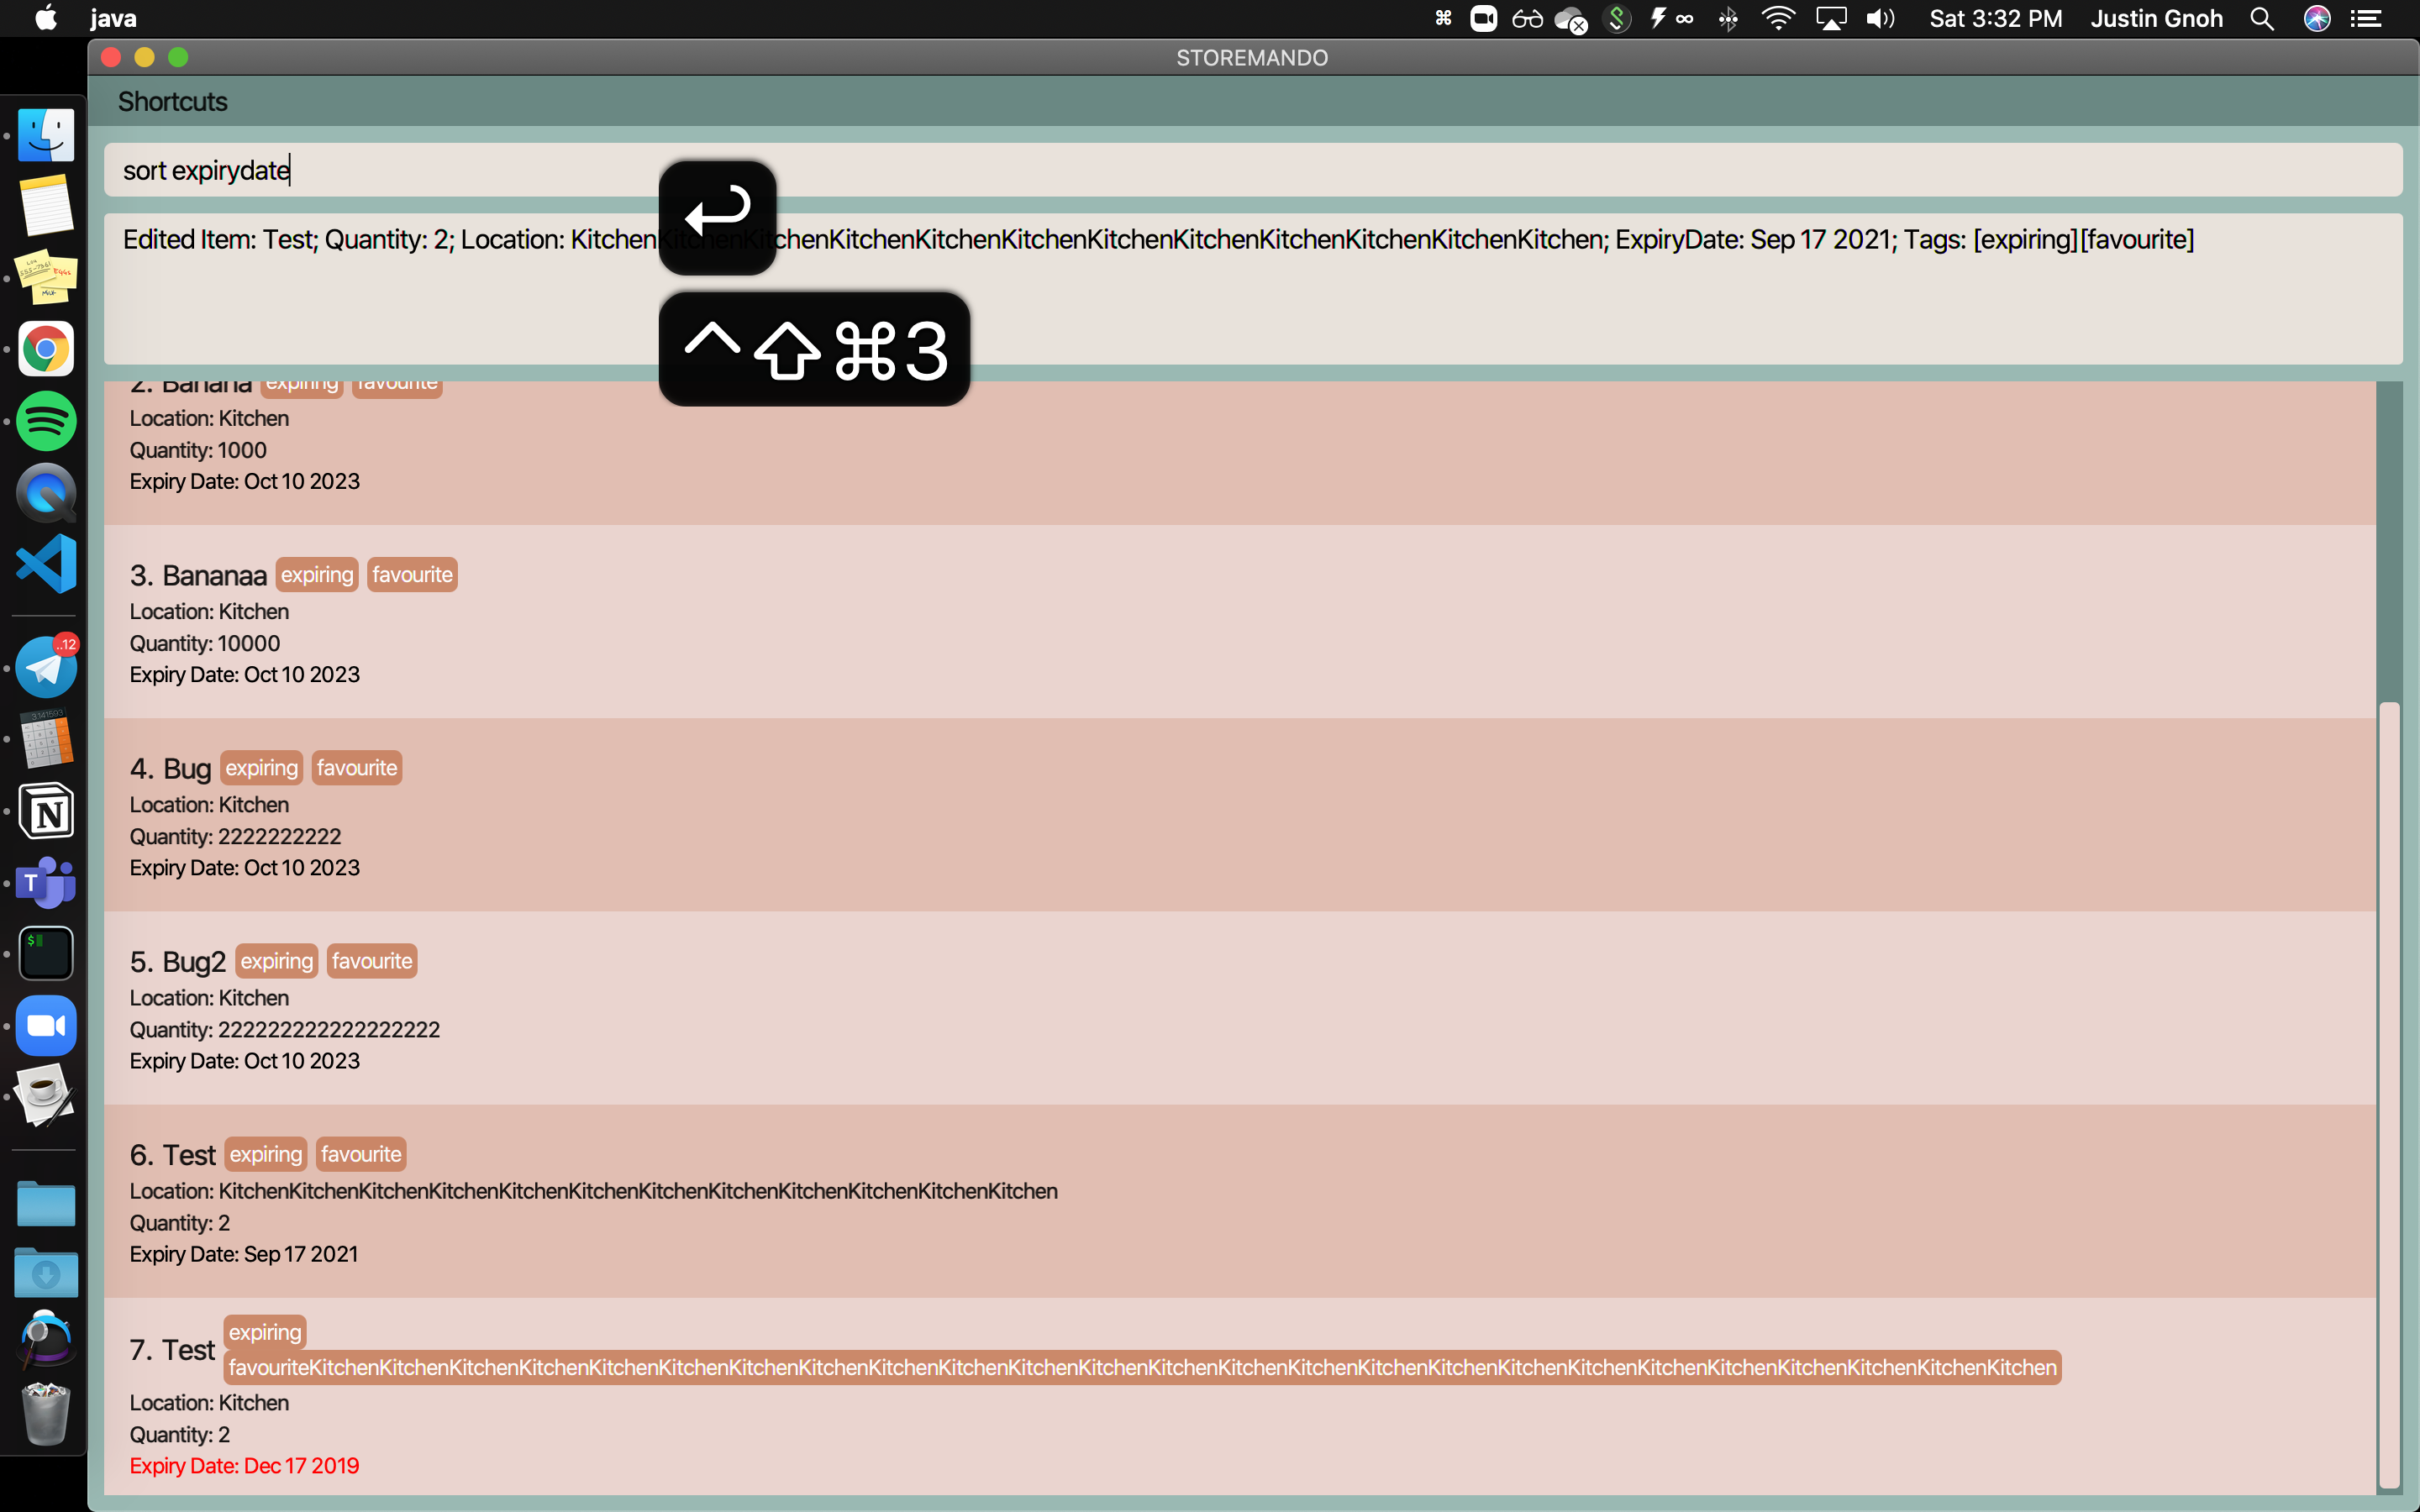 java
Sat 3:32 PM Justin Gnoh
STOREMANDO
Shortcuts
sort expirydate
Edited Item: Test; Quantity: 2; Location: KitchenKitchenKitchenKitchenKitchenKitchenKitchenKitchenKitchenKitchenKitchenKitchen; ExpiryDate: Sep 17 2021; Tags: [expiring][favourite]
⌃⇧⌘3
2. Banana expiring favourite
Location: Kitchen
Quantity: 1000
Expiry Date: Oct 10 2023
3. Bananaa expiring favourite
Location: Kitchen
Quantity: 10000
Expiry Date: Oct 10 2023
4. Bug expiring favourite
Location: Kitchen
Quantity: 2222222222
Expiry Date: Oct 10 2023
5. Bug2 expiring favourite
Location: Kitchen
Quantity: 222222222222222222
Expiry Date: Oct 10 2023
6. Test expiring favourite
Location: KitchenKitchenKitchenKitchenKitchenKitchenKitchenKitchenKitchenKitchenKitchenKitchen
Quantity: 2
Expiry Date: Sep 17 2021
7. Test expiring
favouriteKitchenKitchenKitchenKitchenKitchenKitchenKitchenKitchenKitchenKitchenKitchenKitchenKitchenKitchenKitchenKitchenKitchenKitchenKitchenKitchenKitchenKitchenKitchenKitchenKitchen
Location: Kitchen
Quantity: 2
Expiry Date: Dec 17 2019
..12